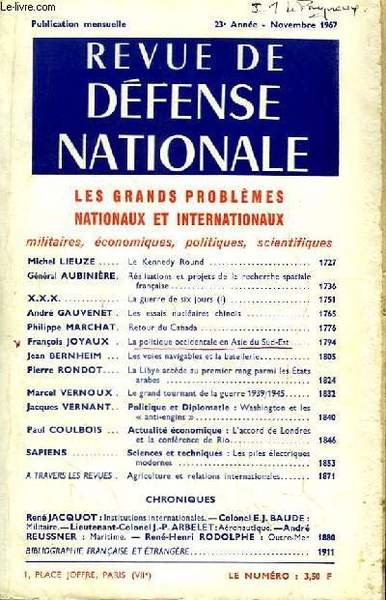 Le-livre.com
Publication mensuelle 23e Année - Novembre 1967
REVUE DE
DÉFENSE
NATIONALE
LES GRANDS PROBLÈMES
NATIONAUX ET INTERNATIONAUX
militaires, économiques, politiques, scientifiques
Michel LIEUZE .... Le Kennedy Round ................ 1727
Général AUBINIÈRE. Réalisations et projets de la recherche spatiale
française ................ 1736
X.X.X. .......... La guerre de six jours (I) ................ 1751
André GAUVENET . Les essais nucléaires chinois ................ 1765
Philippe MARCHAT. Retour du Canada ................ 1776
François JOYAUX . La politique occidentale en Asie du Sud-Est .... 1794
Jean BERNHEIM ... Les voies navigables et la batellerie ........ 1805
Pierre RONDOT.... La Libye accède au premier rang parmi les États
arabes ................ 1824
Marcel VERNOUX . Le grand tournant de la guerre 1939/1945 ...... 1832
Jacques VERNANT.. Politique et Diplomatie : Washington et les
« anti-engins » ................ 1840
Paul COULBOIS ... Actualité économique : L'accord de Londres
et la conférence de Rio ................ 1846
SAPIENS ........ Sciences et techniques : Les piles électriques
modernes ................ 1853
A TRAVERS LES REVUES . Agriculture et relations internationales ...... 1871
CHRONIQUES
René JACQUOT : Institutions internationales. — Colonel E.J. BAUDE :
Militaire. — Lieutenant-Colonel J.-P. ARBELET : Aéronautique. — André
REUSSNER : Maritime. — René-Henri RODOLPHE : Outre-Mer 1880
BIBLIOGRAPHIE FRANÇAISE ET ÉTRANGÈRE ................ 1911
1, PLACE JOFFRE, PARIS (VIIe) LE NUMÉRO : 3,50 F